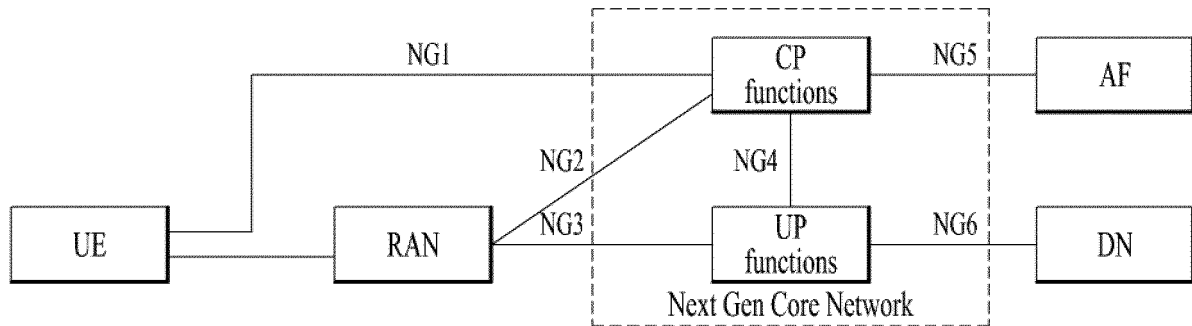 NG1
CP
functions
NG5
AF
NG2
NG4
UE
RAN
NG3
UP
functions
NG6
DN
Next Gen Core Network